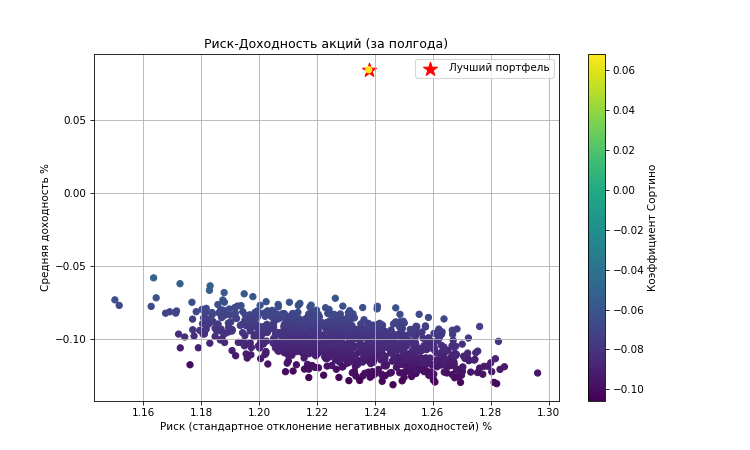 Риск-Доходность акций (за полгода)
Лучший портфель
Средняя доходность %
0.05
0.00
−0.05
−0.10
1.16 1.18 1.20 1.22 1.24 1.26 1.28 1.30
Риск (стандартное отклонение негативных доходностей) %
0.06
0.04
0.02
0.00
−0.02
−0.04
−0.06
−0.08
−0.10
Коэффициент Сортино